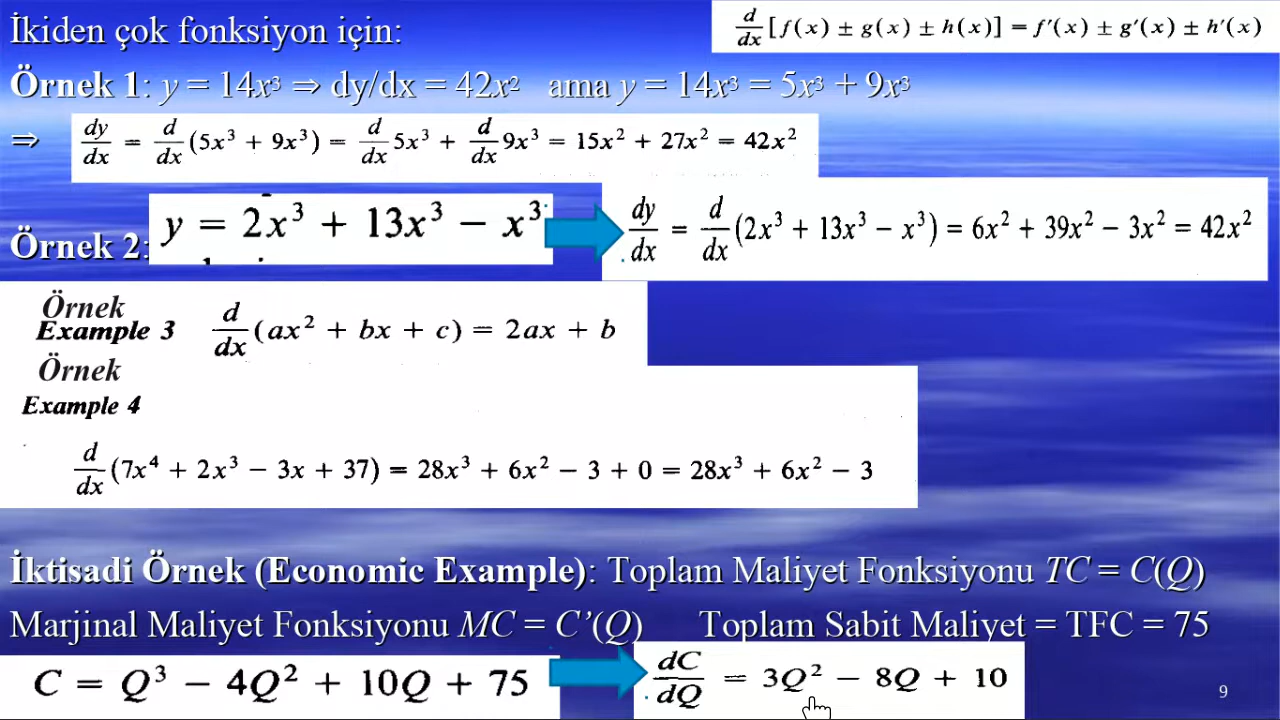 İkiden çok fonksiyon için:
d/dx [f(x) ± g(x) ± h(x)] = f′(x) ± g′(x) ± h′(x)
Örnek 1: y = 14x³ ⇒ dy/dx = 42x² ama y = 14x³ = 5x³ + 9x³
⇒ dy/dx = d/dx (5x³ + 9x³) = d/dx 5x³ + d/dx 9x³ = 15x² + 27x² = 42x²
Örnek 2: y = 2x³ + 13x³ − x³
dy/dx = d/dx (2x³ + 13x³ − x³) = 6x² + 39x² − 3x² = 42x²
Örnek
Example 3 d/dx (ax² + bx + c) = 2ax + b
Örnek
Example 4
d/dx (7x⁴ + 2x³ − 3x + 37) = 28x³ + 6x² − 3 + 0 = 28x³ + 6x² − 3
İktisadi Örnek (Economic Example): Toplam Maliyet Fonksiyonu TC = C(Q)
Marjinal Maliyet Fonksiyonu MC = C’(Q) Toplam Sabit Maliyet = TFC = 75
C = Q³ − 4Q² + 10Q + 75
dC/dQ = 3Q² − 8Q + 10
9